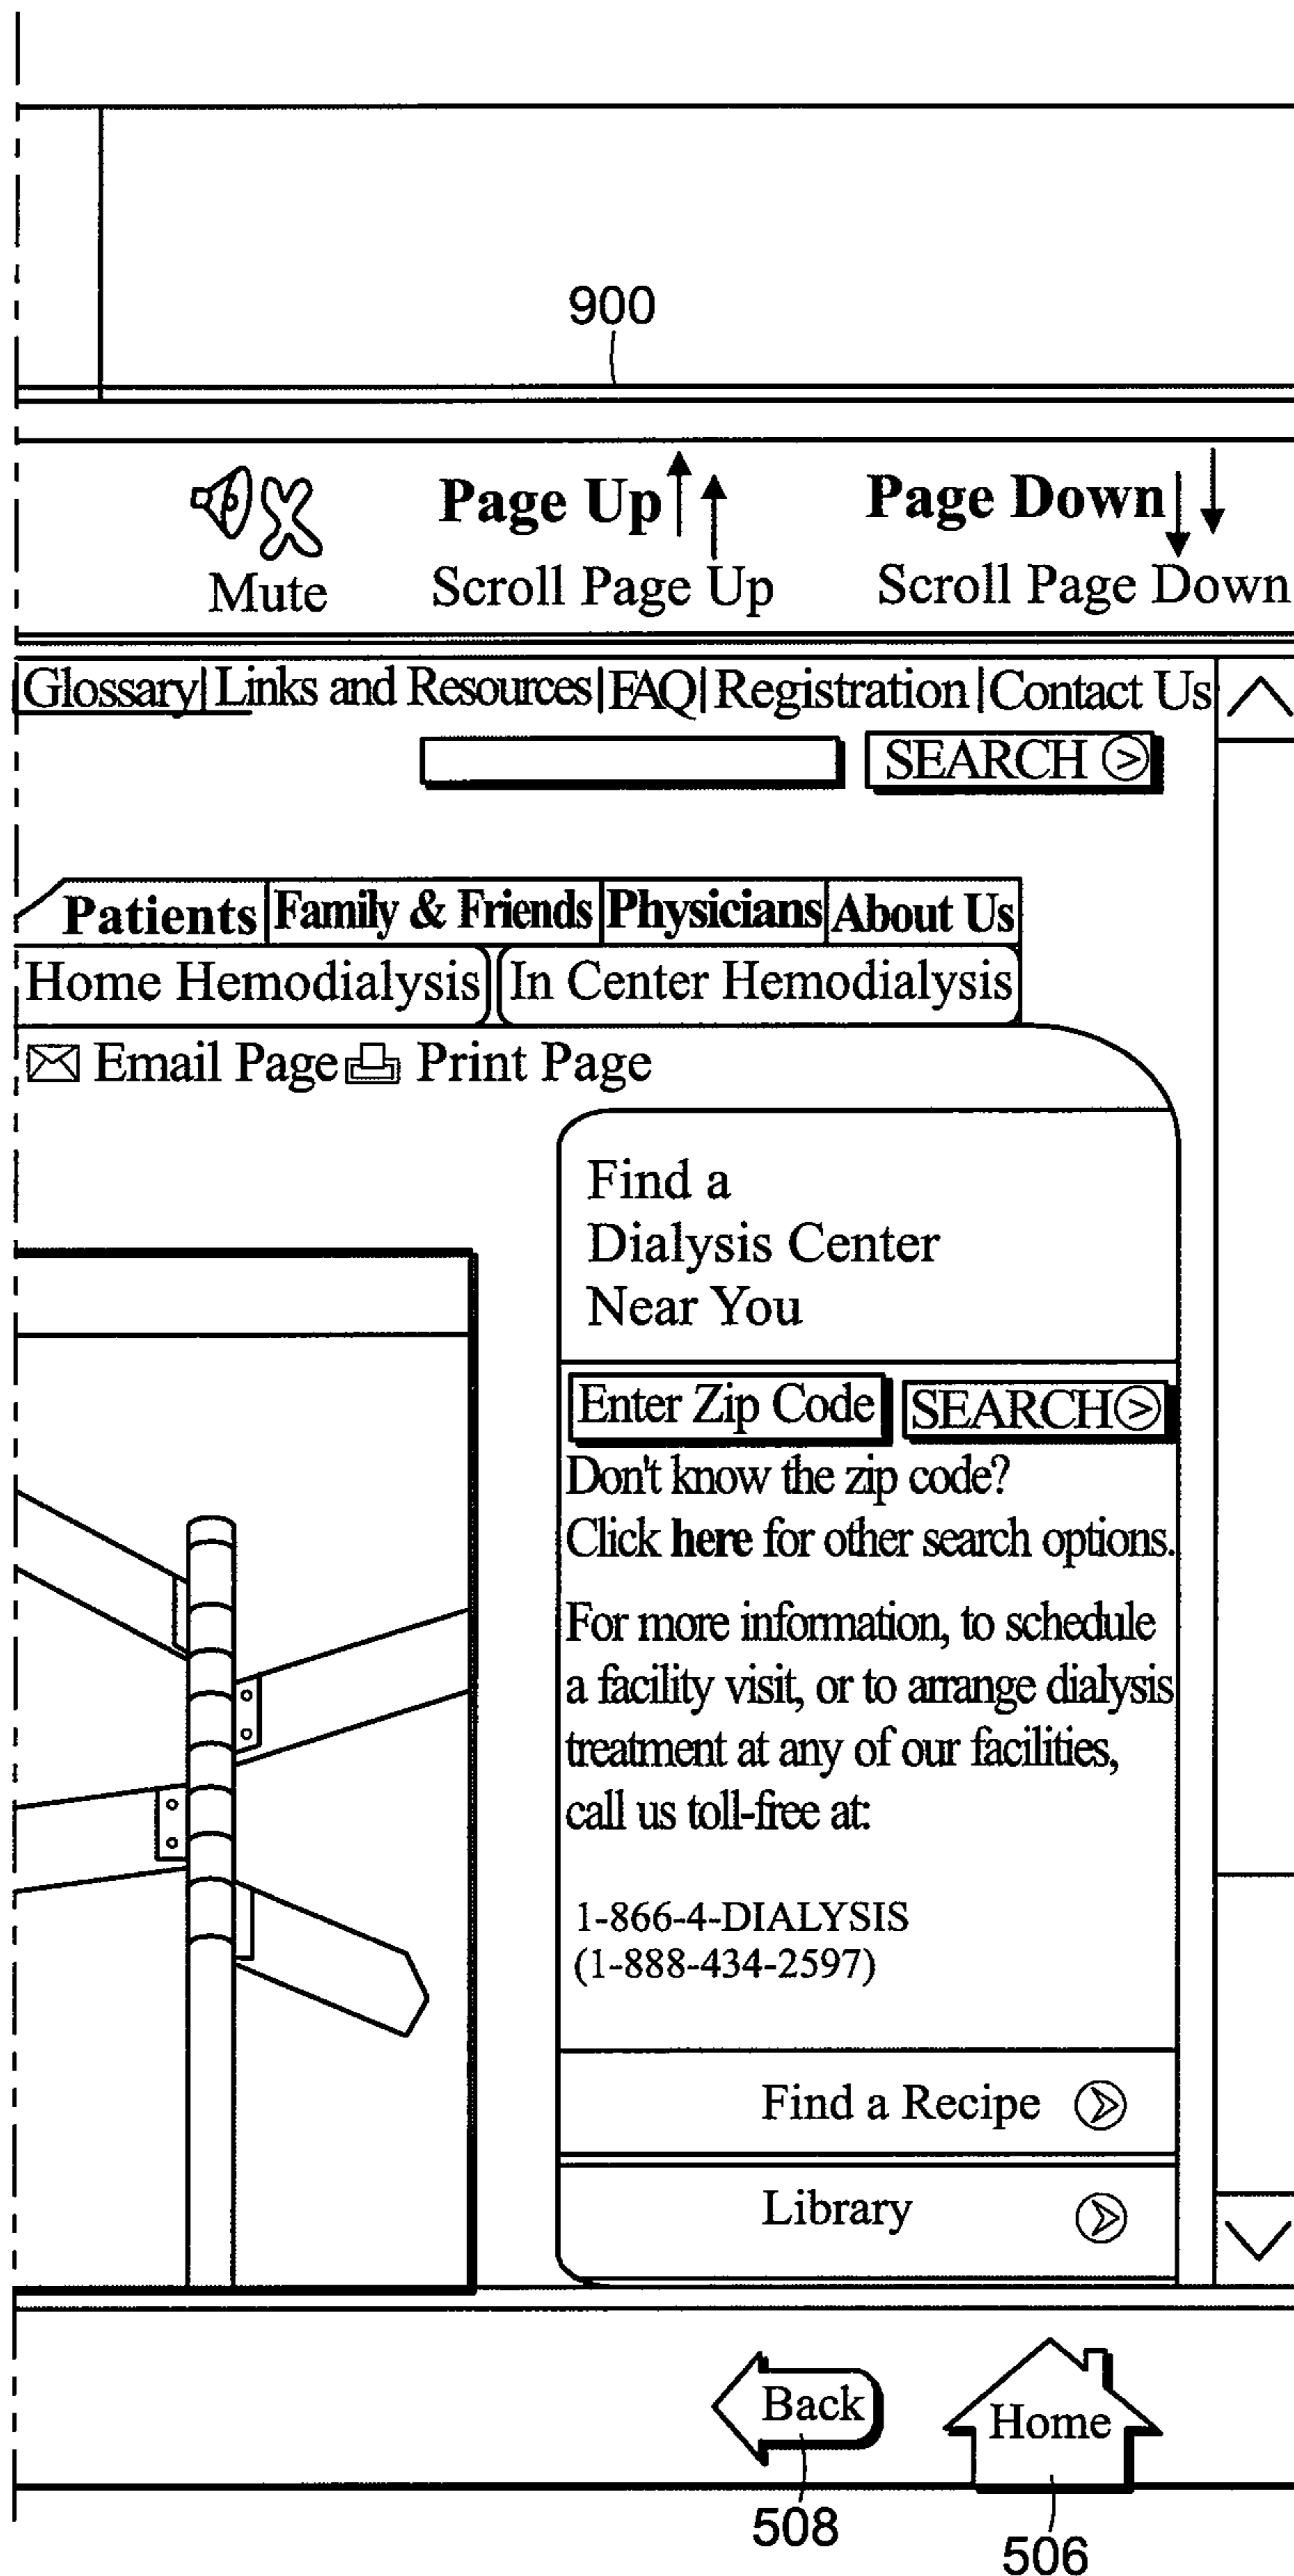 900
Page Up Page Down
Mute Scroll Page Up Scroll Page Down
Glossary| Links and Resources|FAQ| Registration |Contact Us
SEARCH
Patients Family & Friends Physicians About Us
Home Hemodialysis In Center Hemodialysis
Email Page Print Page
Find a
Dialysis Center
Near You
Enter Zip Code SEARCH
Don't know the zip code?
Click here for other search options.
For more information, to schedule
a facility visit, or to arrange dialysis
treatment at any of our facilities,
call us toll-free at:
1-866-4-DIALYSIS
(1-888-434-2597)
Find a Recipe
Library
Back
Home
508
506